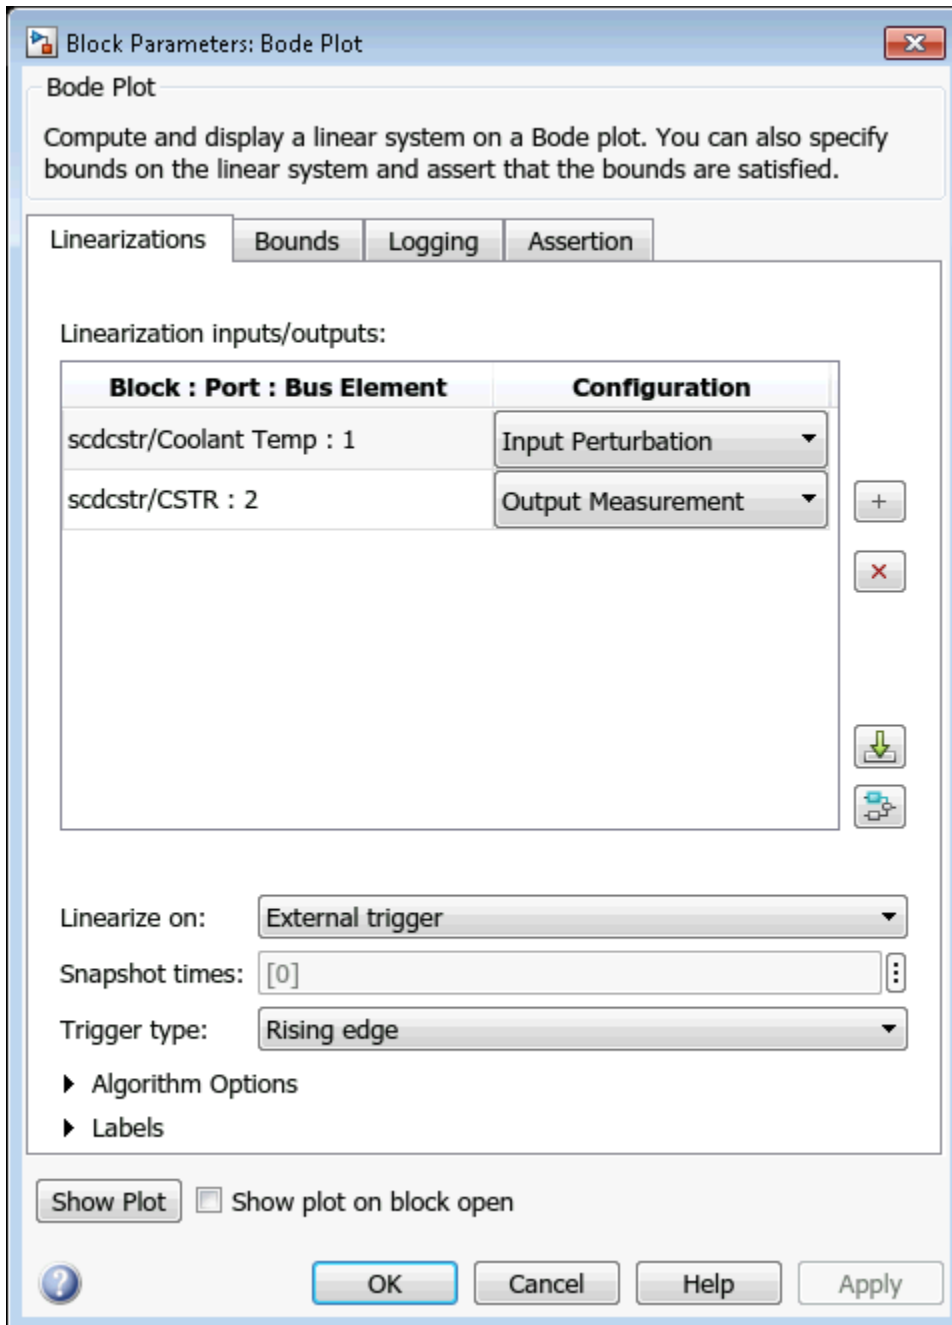 Block Parameters: Bode Plot
Bode Plot
Compute and display a linear system on a Bode plot. You can also specify
bounds on the linear system and assert that the bounds are satisfied.
Linearizations Bounds Logging Assertion
Linearization inputs/outputs:
Block : Port : Bus Element Configuration
scdcstr/Coolant Temp : 1 Input Perturbation
scdcstr/CSTR : 2 Output Measurement
Linearize on: External trigger
Snapshot times: [0]
Trigger type: Rising edge
Algorithm Options
Labels
Show Plot Show plot on block open
OK Cancel Help Apply